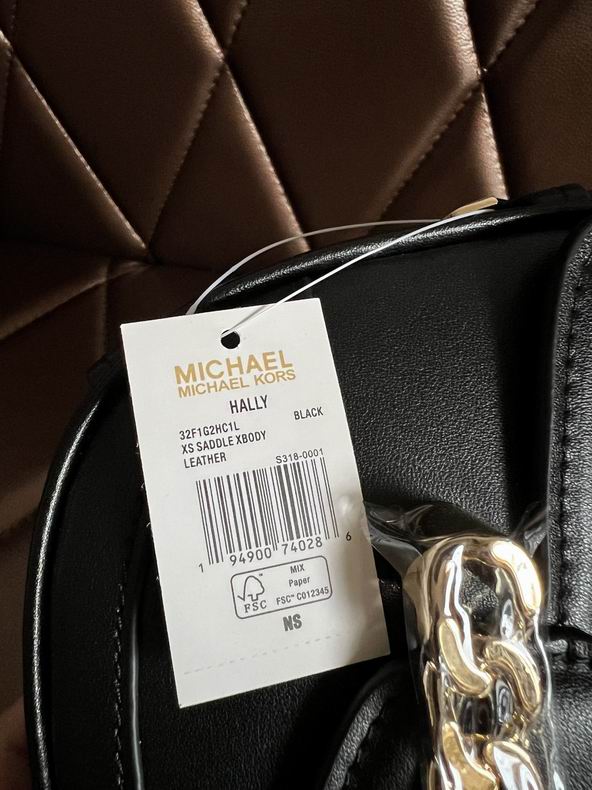 MICHAEL
MICHAEL KORS
HALLY
32F1G2HC1L BLACK
XS SADDLE XBODY
LEATHER
S318-0001
1 94900 74028 6
FSC™
MIX
Paper
FSC™ C012345
NS